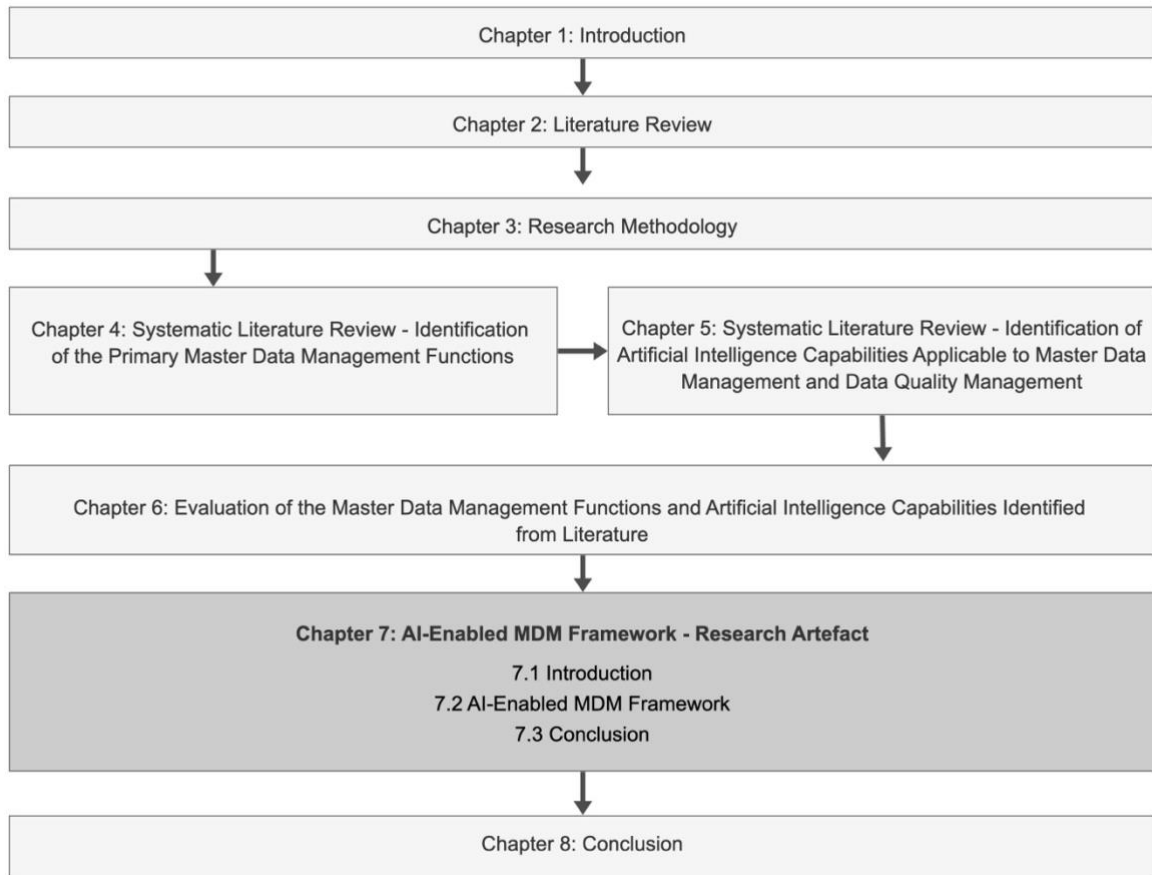 Chapter 1: Introduction
Chapter 2: Literature Review
Chapter 3: Research Methodology
Chapter 4: Systematic Literature Review - Identification
of the Primary Master Data Management Functions
Chapter 5: Systematic Literature Review - Identification of
Artificial Intelligence Capabilities Applicable to Master Data
Management and Data Quality Management
Chapter 6: Evaluation of the Master Data Management Functions and Artificial Intelligence Capabilities Identified
from Literature
Chapter 7: AI-Enabled MDM Framework - Research Artefact
7.1 Introduction
7.2 AI-Enabled MDM Framework
7.3 Conclusion
Chapter 8: Conclusion